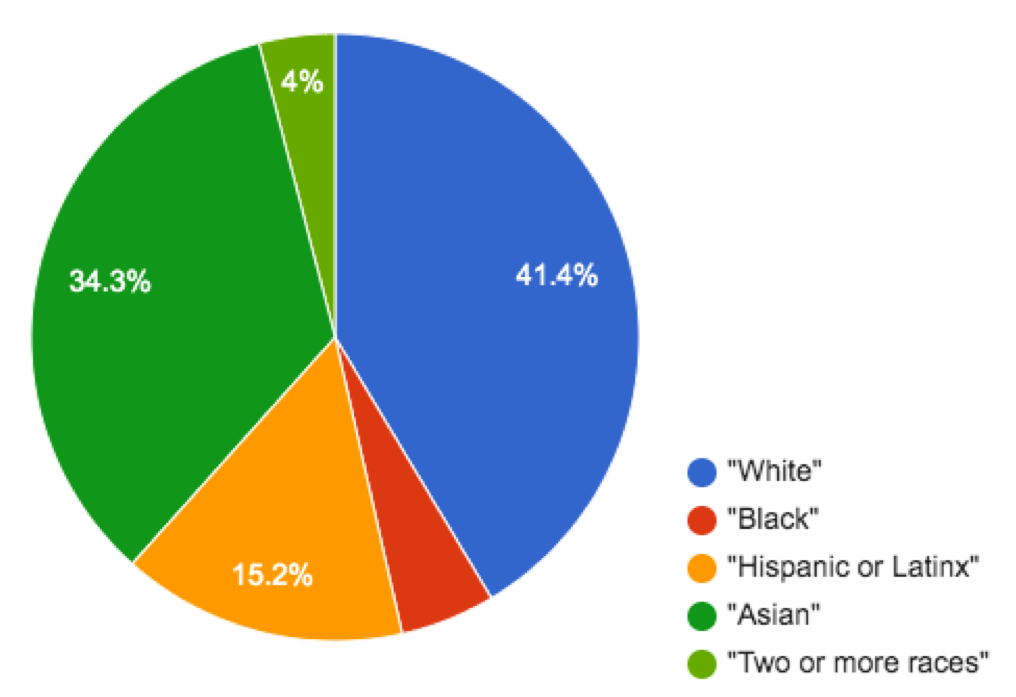 4%
34.3%
41.4%
15.2%
"White"
"Black"
"Hispanic or Latinx"
"Asian"
"Two or more races"